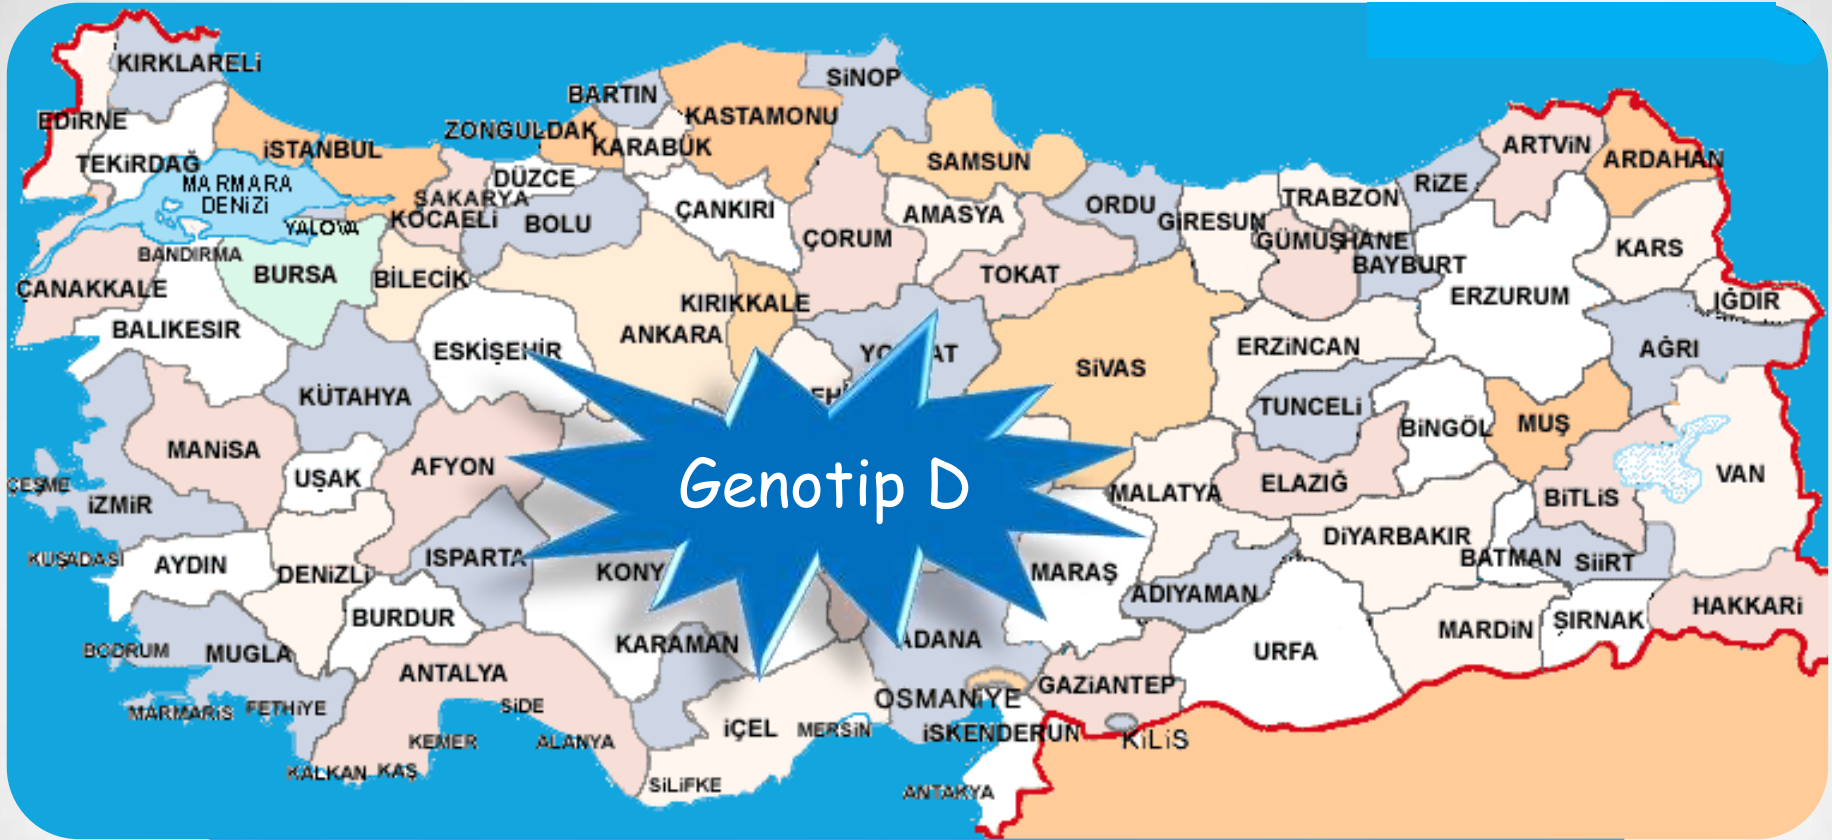 KIRKLARELİ
EDİRNE
TEKİRDAĞ
İSTANBUL
MARMARA
DENİZİ
YALOVA
BANDIRMA
BURSA
ÇANAKKALE
BALIKESIR
BİLECİK
KOCAELİ
SAKARYA
DÜZCE
BOLU
ZONGULDAK
BARTIN
KARABÜK
KASTAMONU
SİNOP
ÇANKIRI
ÇORUM
SAMSUN
AMASYA
TOKAT
ORDU
GİRESUN
TRABZON
GÜMÜŞHANE
BAYBURT
RİZE
ARTVİN
ARDAHAN
KARS
IĞDIR
ERZURUM
AĞRI
ERZİNCAN
SİVAS
KIRIKKALE
ANKARA
ESKİŞEHİR
KÜTAHYA
MANİSA
UŞAK
AFYON
ÇEŞME
İZMİR
KUŞADASI
AYDIN
DENİZLİ
ISPARTA
BURDUR
BODRUM
MUGLA
MARMARİS
FETHİYE
ANTALYA
SİDE
KEMER
ALANYA
KALKAN
KAŞ
Genotip D
KONY
KARAMAN
İÇEL
MERSİN
SİLİFKE
ADANA
OSMANİYE
İSKENDERUN
ANTAKYA
MARAŞ
GAZİANTEP
KİLİS
MALATYA
ADIYAMAN
URFA
ELAZIĞ
TUNCELİ
BİNGÖL
MUŞ
BİTLİS
VAN
DİYARBAKIR
BATMAN
SİİRT
MARDİN
SIRNAK
HAKKARİ